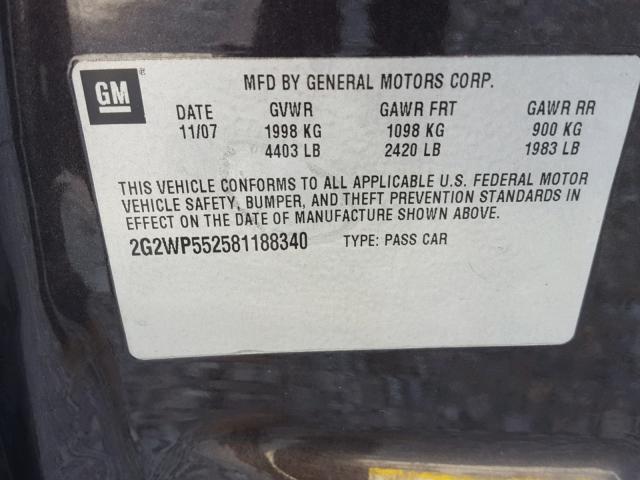 GM ®
MFD BY GENERAL MOTORS CORP.
DATE GVWR GAWR FRT GAWR RR
11/07 1998 KG 1098 KG 900 KG
4403 LB 2420 LB 1983 LB
THIS VEHICLE CONFORMS TO ALL APPLICABLE U.S. FEDERAL MOTOR
VEHICLE SAFETY, BUMPER, AND THEFT PREVENTION STANDARDS IN
EFFECT ON THE DATE OF MANUFACTURE SHOWN ABOVE.
2G2WP552581188340 TYPE: PASS CAR